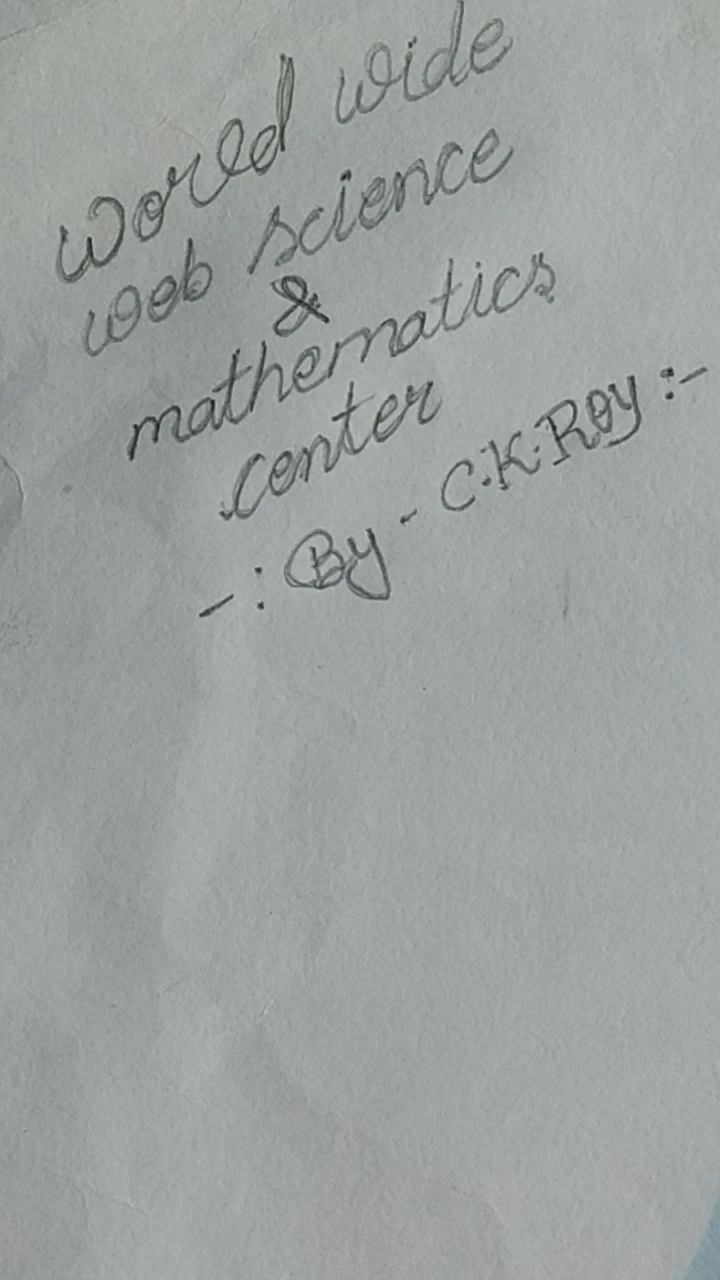 world wide
web science
&
mathematics
center
-: By - C.K.Roy :-